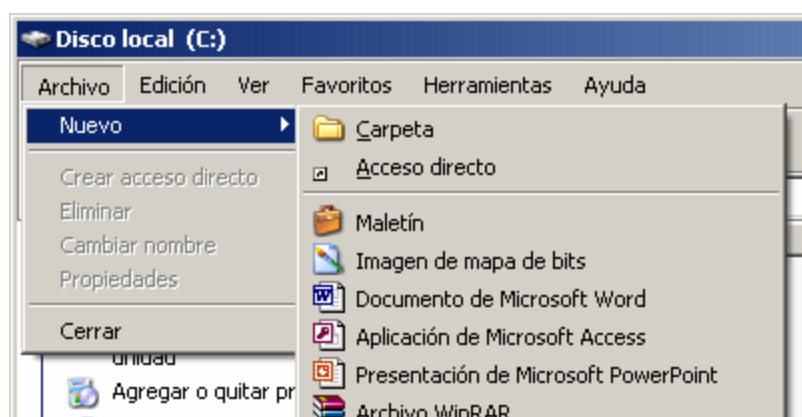 Disco local (C:)
Archivo Edición Ver Favoritos Herramientas Ayuda
Nuevo
Crear acceso directo
Eliminar
Cambiar nombre
Propiedades
Cerrar
unidad
Agregar o quitar pr
Carpeta
Acceso directo
Maletín
Imagen de mapa de bits
Documento de Microsoft Word
Aplicación de Microsoft Access
Presentación de Microsoft PowerPoint
Archivo WinRAR